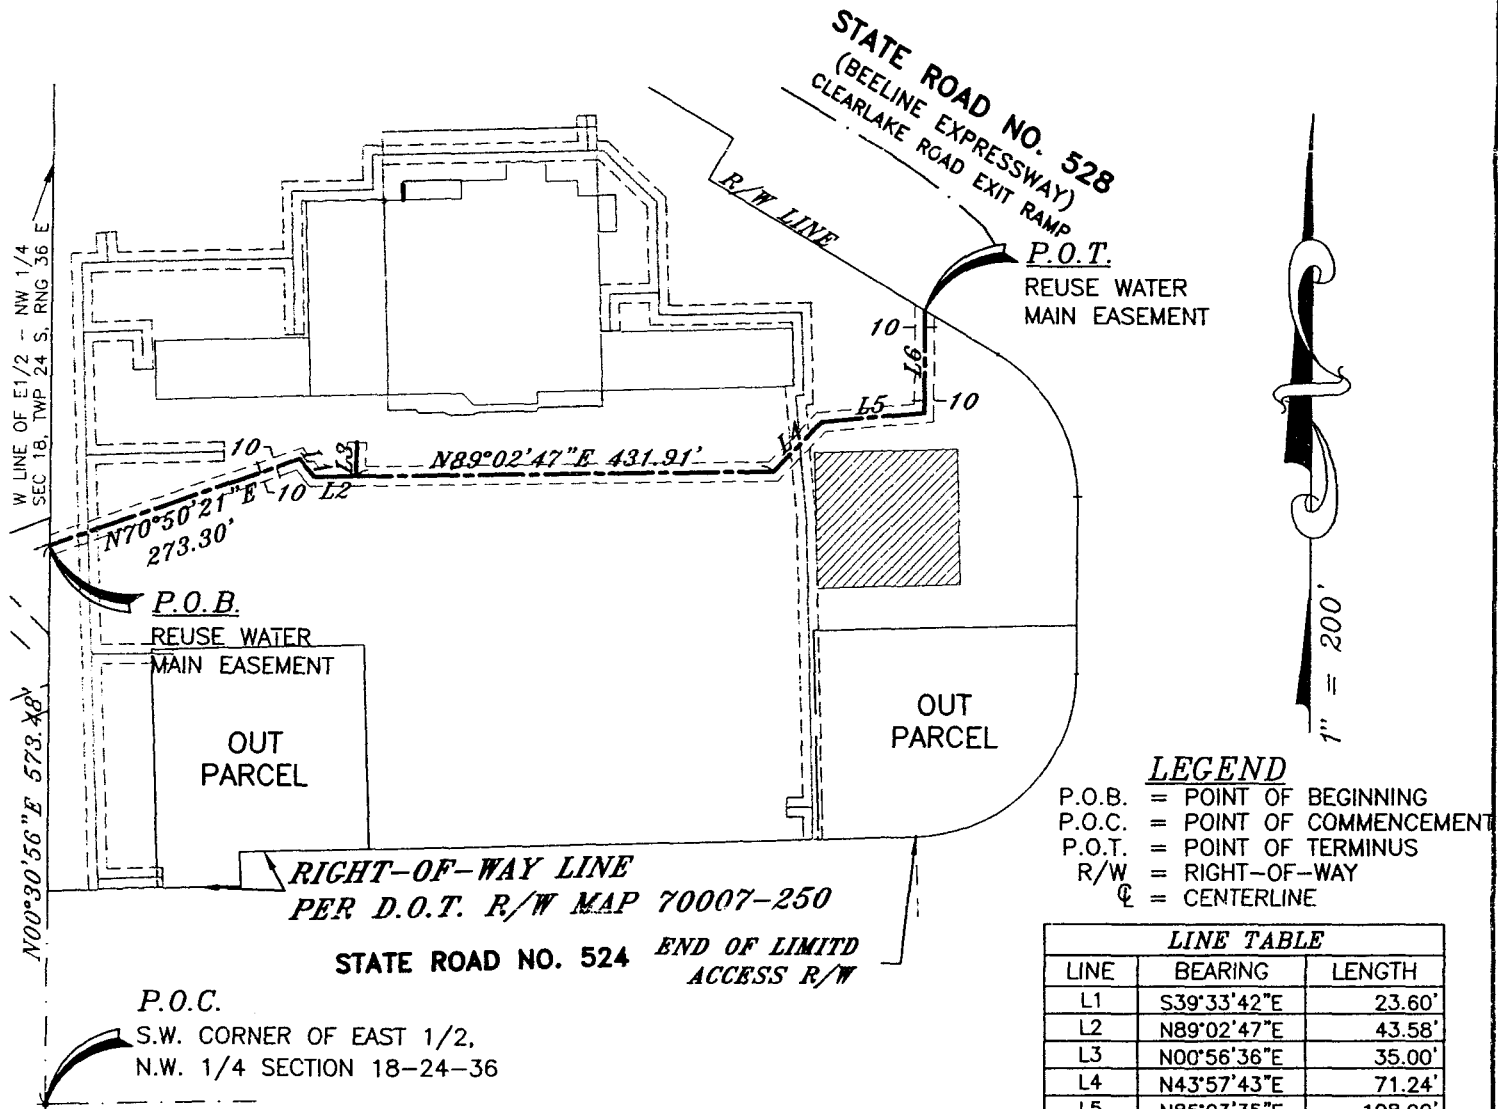 STATE ROAD NO. 528
(BEELINE EXPRESSWAY)
CLEARLAKE ROAD EXIT RAMP
R/W LINE
P.O.T.
REUSE WATER
MAIN EASEMENT
W LINE OF E1/2 - NW 1/4
SEC 18, TWP 24 S, RNG 36 E
10
L6
10
L5
L4
10
L1
L3
N89°02'47"E 431.91'
10
L2
N70°50'21"E
273.30'
P.O.B.
REUSE WATER
MAIN EASEMENT
1" = 200'
OUT
PARCEL
OUT
PARCEL
N00°30'56"E 573.48'
LEGEND
P.O.B. = POINT OF BEGINNING
P.O.C. = POINT OF COMMENCEMENT
P.O.T. = POINT OF TERMINUS
R/W = RIGHT-OF-WAY
℄ = CENTERLINE
RIGHT-OF-WAY LINE
PER D.O.T. R/W MAP 70007-250
STATE ROAD NO. 524
END OF LIMITD
ACCESS R/W
P.O.C.
S.W. CORNER OF EAST 1/2,
N.W. 1/4 SECTION 18-24-36
LINE TABLE
LINE BEARING LENGTH
L1 S39°33'42"E 23.60'
L2 N89°02'47"E 43.58'
L3 N00°56'36"E 35.00'
L4 N43°57'43"E 71.24'
L5